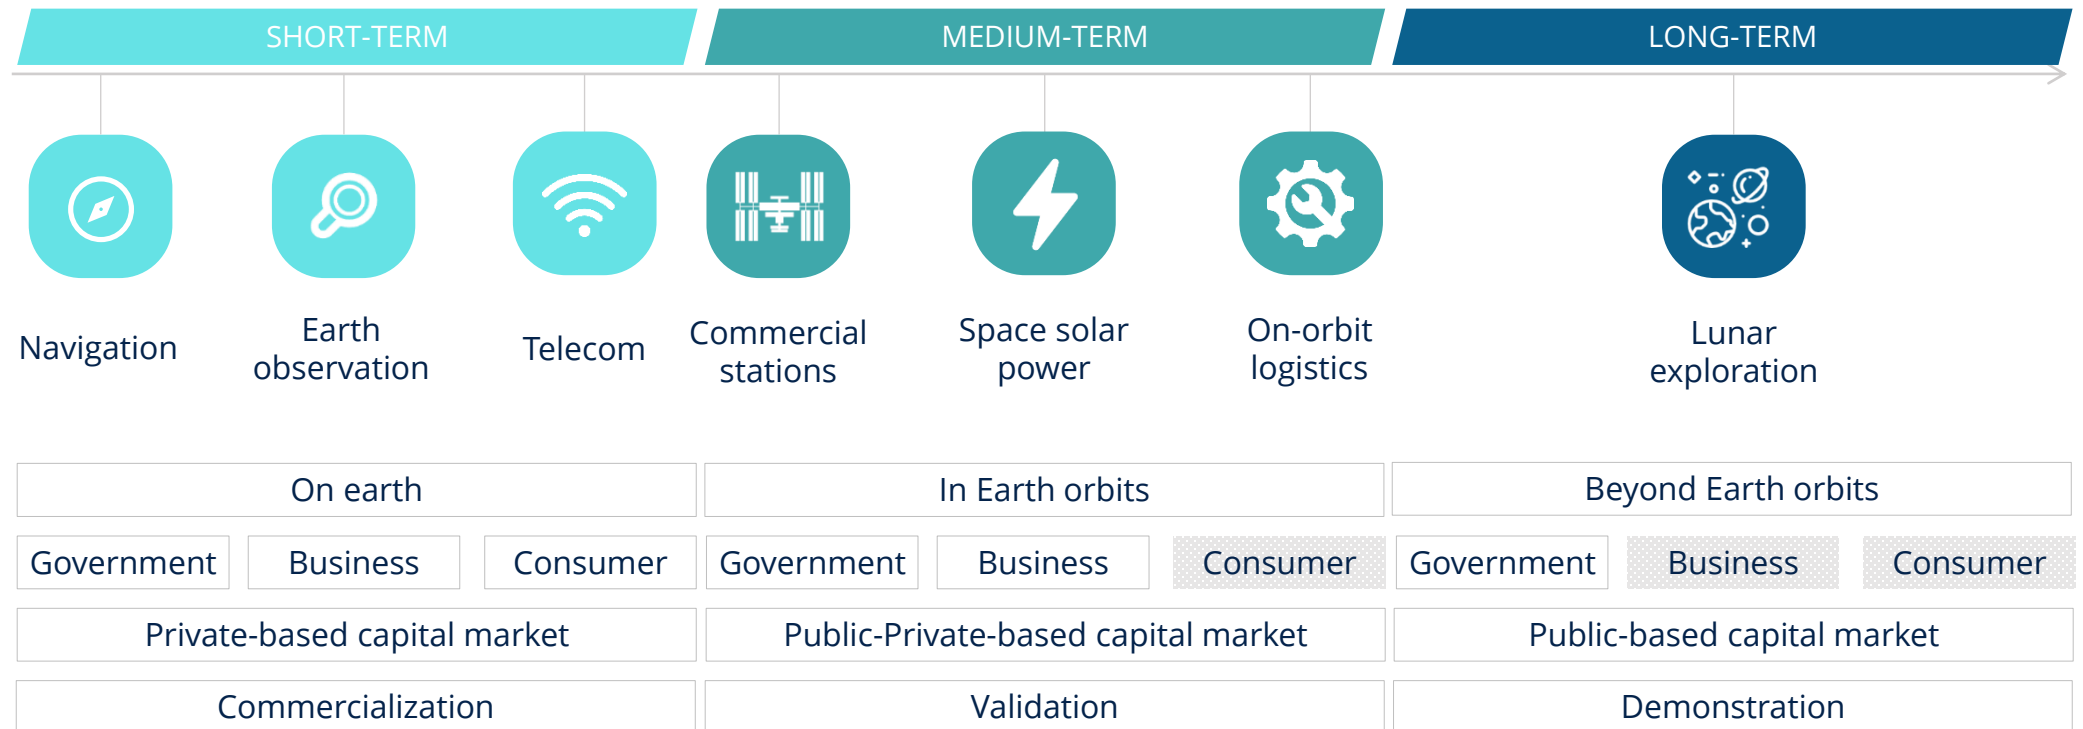 SHORT-TERM
MEDIUM-TERM
LONG-TERM
Navigation
Earth
observation
Telecom
Commercial
stations
Space solar
power
On-orbit
logistics
Lunar
exploration
On earth
In Earth orbits
Beyond Earth orbits
Government
Business
Consumer
Government
Business
Consumer
Government
Business
Consumer
Private-based capital market
Public-Private-based capital market
Public-based capital market
Commercialization
Validation
Demonstration